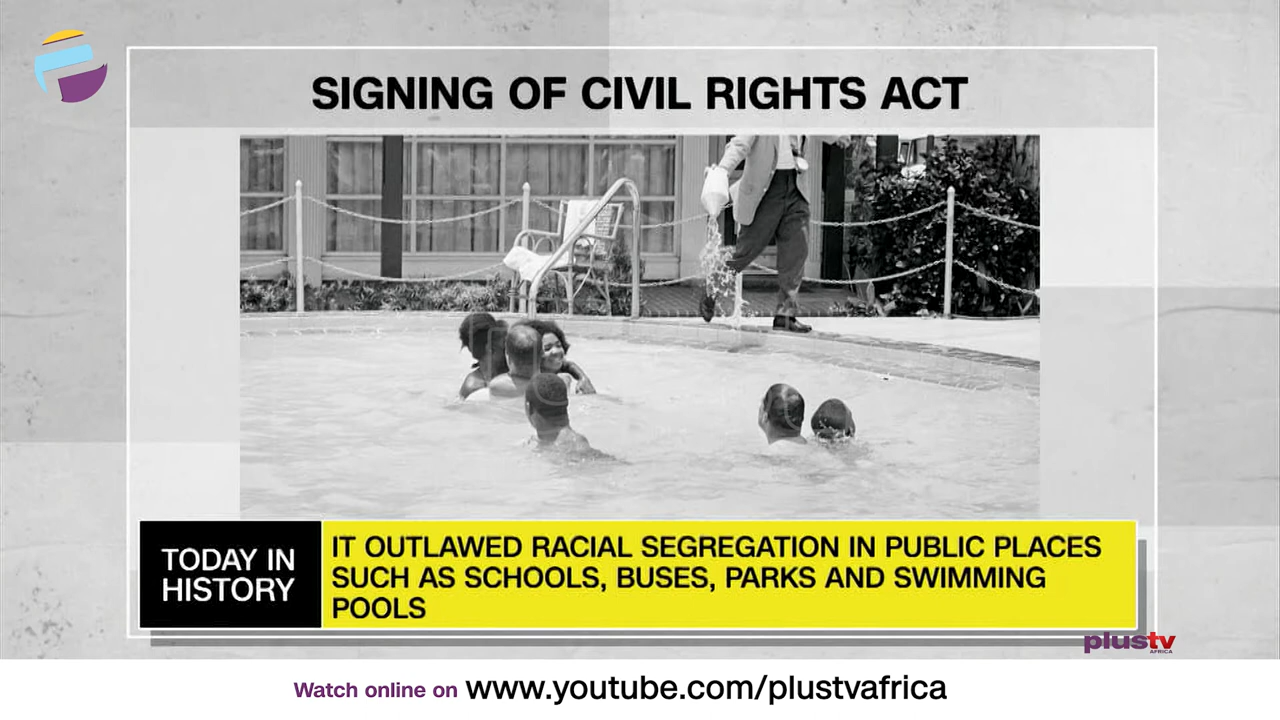 SIGNING OF CIVIL RIGHTS ACT
TODAY IN
HISTORY
IT OUTLAWED RACIAL SEGREGATION IN PUBLIC PLACES
SUCH AS SCHOOLS, BUSES, PARKS AND SWIMMING
POOLS
plustv
AFRICA
Watch online on www.youtube.com/plustvafrica